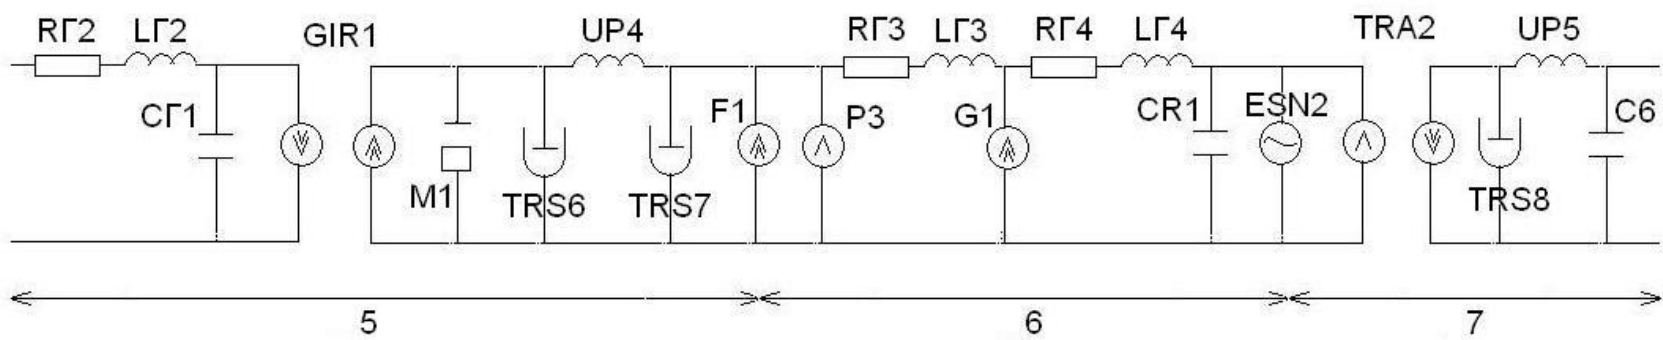 RГ2 LГ2 GIR1 UP4 RГ3 LГ3 RГ4 LГ4 TRA2 UP5
CГ1 F1 P3 G1 CR1 ESN2 C6
M1 TRS6 TRS7 TRS8
5 6 7